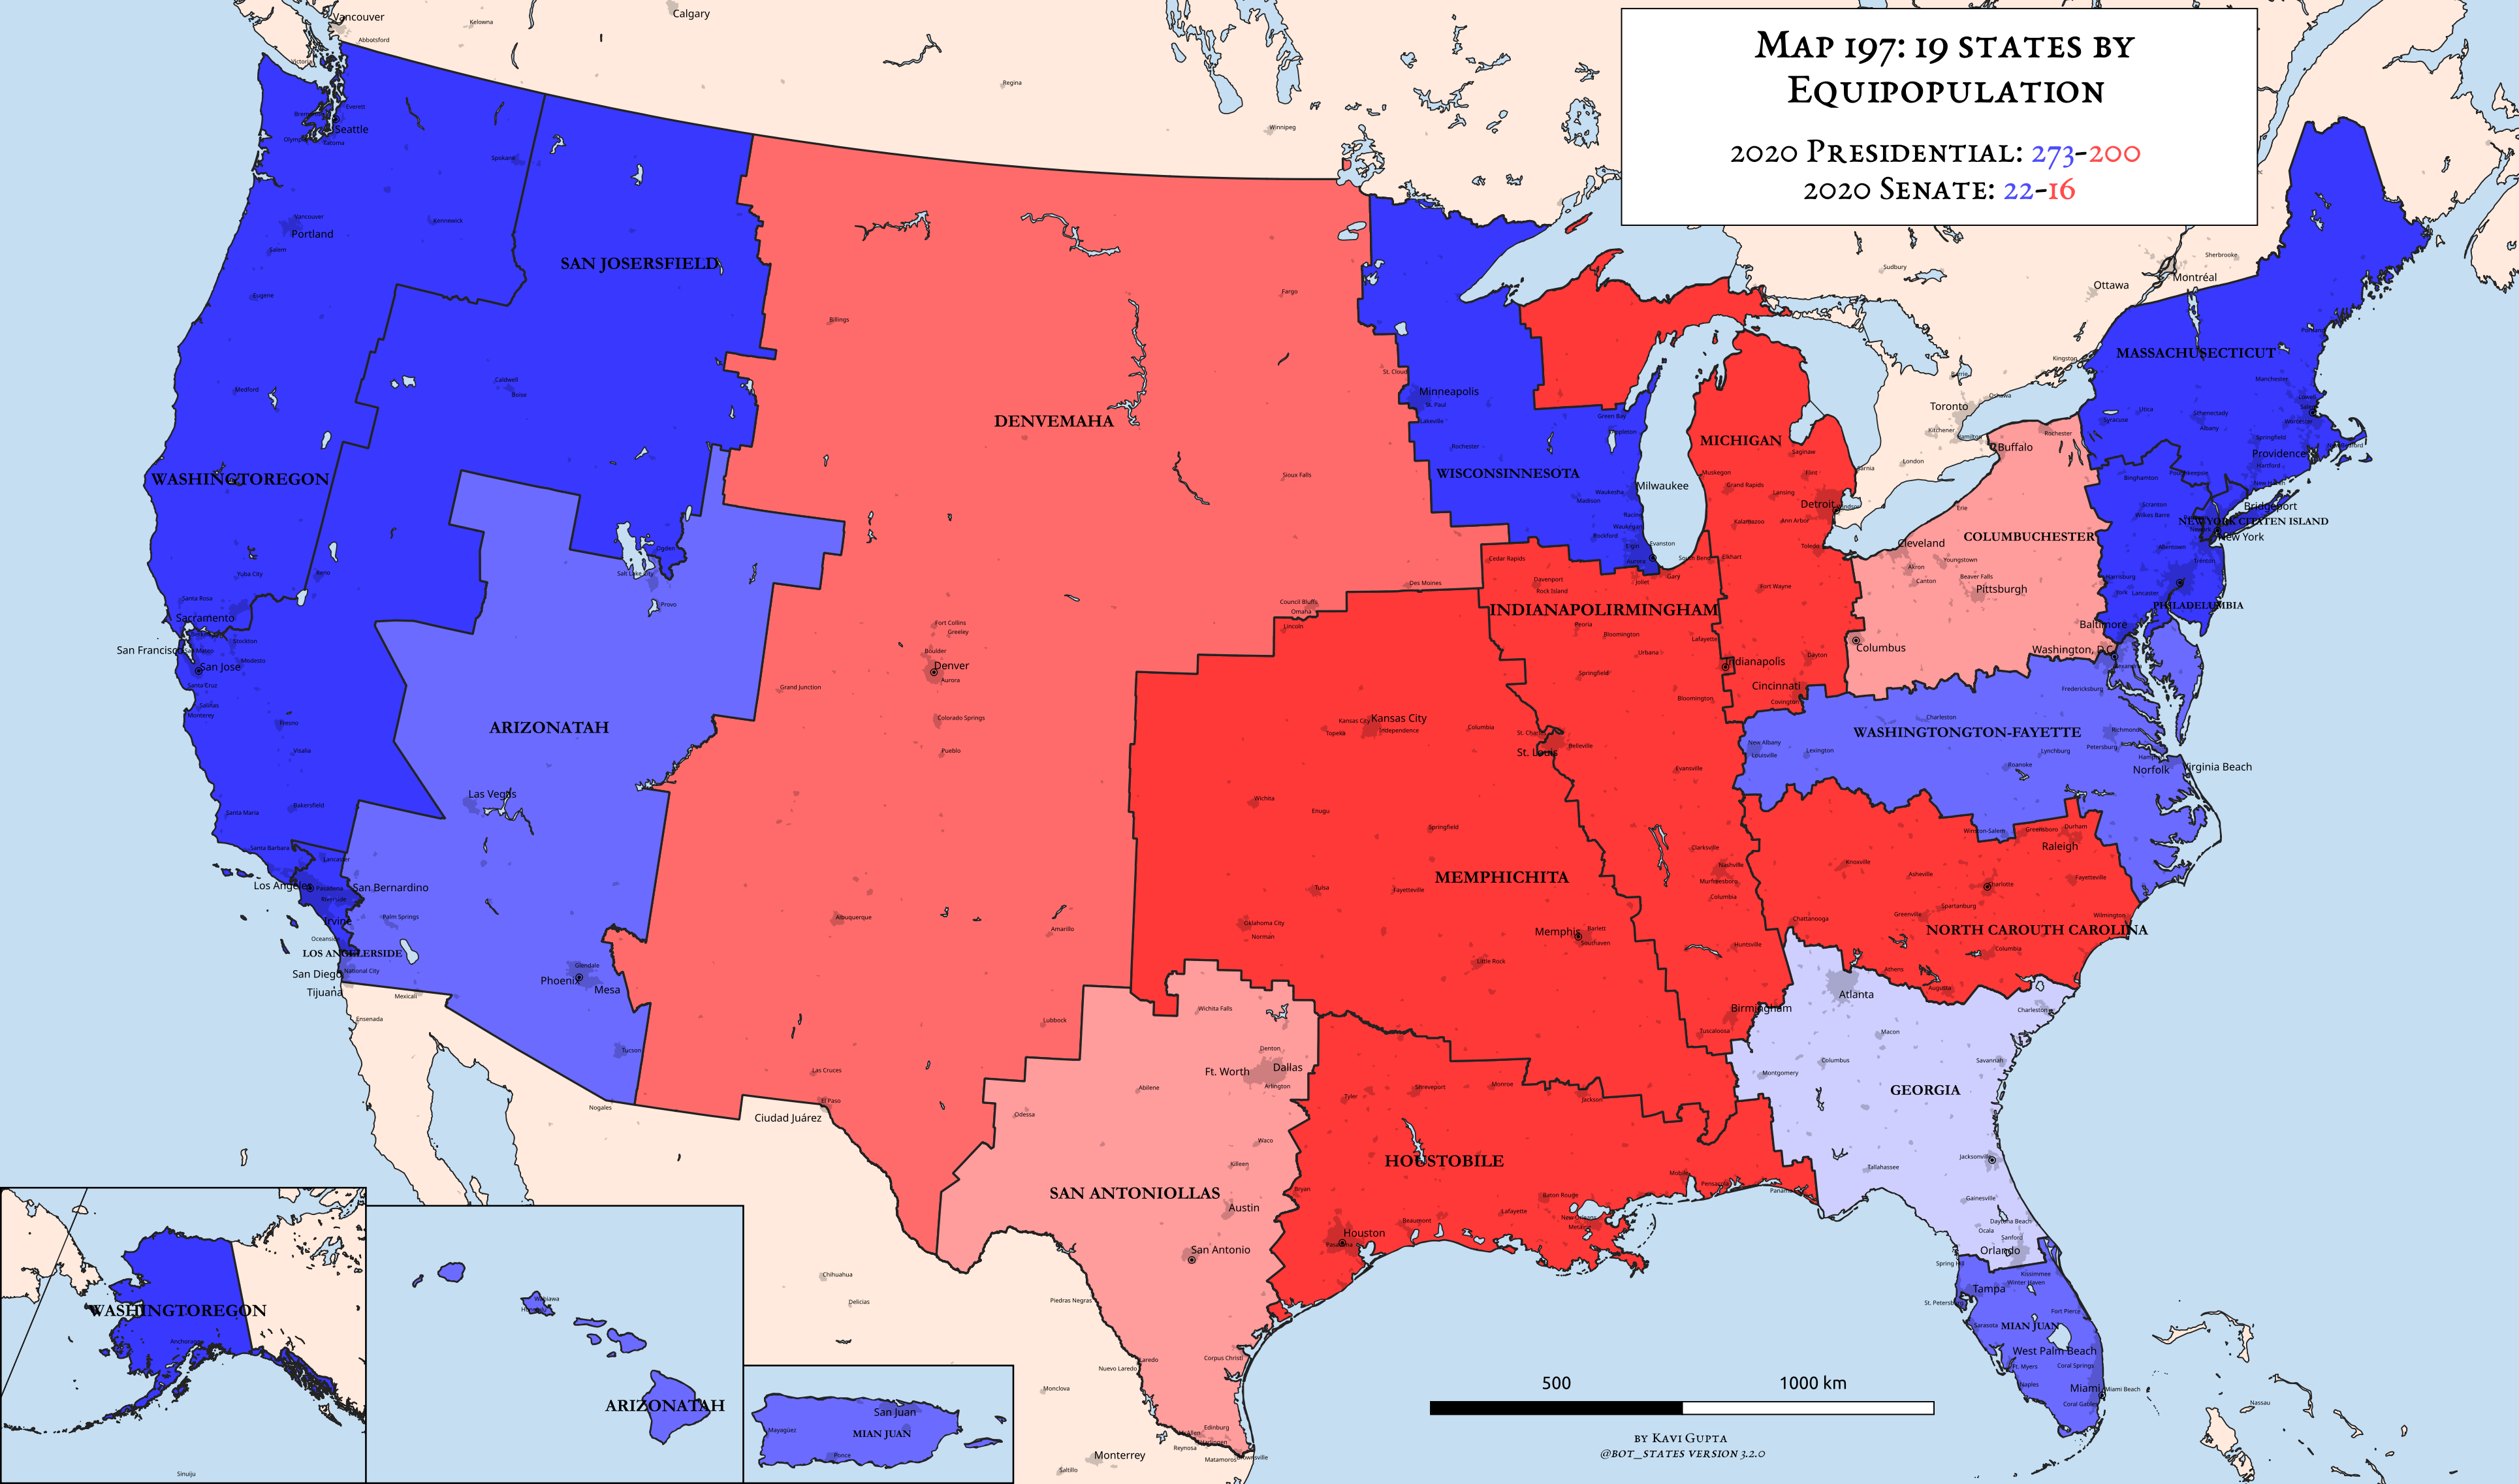 Map 197: 19 states by
Equipopulation
2020 Presidential: 273-200
2020 Senate: 22-16
Vancouver
Abbotsford
Kelowna
Calgary
Regina
Winnipeg
Victoria
Everett
Seattle
Spokane
Vancouver
Portland
Kennewick
Salem
Eugene
Medford
SAN JOSERSFIELD
Caldwell
Boise
WASHINGTOREGON
Yuba City
Reno
Santa Rosa
Sacramento
Stockton
San Francisco
Modesto
San Jose
Santa Cruz
Salinas
Monterey
Fresno
Visalia
Bakersfield
Santa Maria
Santa Barbara
Lancaster
Los Angeles
Pasadena
San Bernardino
Riverside
Irvine
Palm Springs
Oceanside
LOS ANGELERSIDE
San Diego
National City
Tijuana
Mexicali
Ensenada
Ogden
Salt Lake City
Provo
ARIZONATAH
Las Vegas
Glendale
Phoenix
Mesa
Tucson
Nogales
Billings
Fargo
DENVEMAHA
Sioux Falls
Des Moines
Council Bluffs
Omaha
Lincoln
Fort Collins
Greeley
Boulder
Denver
Aurora
Grand Junction
Colorado Springs
Pueblo
Albuquerque
Amarillo
Lubbock
Las Cruces
El Paso
Ciudad Juárez
St. Cloud
Minneapolis
St. Paul
Lakeville
Rochester
Green Bay
Appleton
WISCONSINNESOTA
Milwaukee
Waukesha
Madison
Racine
Waukegan
Rockford
Elgin
Evanston
Aurora
Joliet
Gary
South Bend
Elkhart
MICHIGAN
Saginaw
Muskegon
Flint
Grand Rapids
Lansing
Detroit
Kalamazoo
Ann Arbor
Toledo
Fort Wayne
Cedar Rapids
Davenport
Rock Island
INDIANAPOLIRMINGHAM
Peoria
Bloomington
Lafayette
Urbana
Indianapolis
Dayton
Springfield
Cincinnati
Bloomington
Covington
Kansas City
Kansas City
Topeka
Independence
Columbia
St. Charles
St. Louis
Belleville
Evansville
Wichita
Enugu
Springfield
Clarksville
Nashville
Murfreesboro
Columbia
MEMPHICHITA
Tulsa
Fayetteville
Oklahoma City
Norman
Memphis
Barlett
Southaven
Little Rock
Huntsville
Birmingham
Tuscaloosa
Wichita Falls
Denton
Dallas
Ft. Worth
Arlington
Abilene
Odessa
Waco
Killeen
SAN ANTONIOLLAS
Austin
San Antonio
Bryan
Tyler
Shreveport
Monroe
Jackson
HOUSTOBILE
Houston
Pasadena
Beaumont
Lafayette
Baton Rouge
New Orleans
Metairie
Mobile
Pensacola
Panama
Corpus Christi
Laredo
Nuevo Laredo
Edinburg
McAllen
Harlingen
Reynosa
Brownsville
Matamoros
Monterrey
Saltillo
Monclova
Piedras Negras
Chihuahua
Delicias
Sudbury
Ottawa
Montréal
Sherbrooke
Kingston
Barrie
Oshawa
Toronto
Kitchener
Hamilton
London
Sarnia
Windsor
MASSACHUSECTICUT
Portland
Manchester
Lowell
Utica
Schenectady
Syracuse
Albany
Worcester
Springfield
Providence
Hartford
New Haven
Bridgeport
Poughkeepsie
Rochester
Buffalo
Erie
Binghamton
Scranton
Wilkes Barre
NEW YORK CITATEN ISLAND
Newark
New York
Allentown
Trenton
Harrisburg
York
Lancaster
PHILADELUMBIA
Baltimore
COLUMBUCHESTER
Cleveland
Akron
Youngstown
Canton
Beaver Falls
Pittsburgh
Columbus
Washington, D.C.
Fredericksburg
Charleston
WASHINGTONGTON-FAYETTE
Richmond
New Albany
Louisville
Lexington
Lynchburg
Petersburg
Roanoke
Norfolk
Virginia Beach
Winston-Salem
Greensboro
Durham
Raleigh
Knoxville
Asheville
Charlotte
Fayetteville
Spartanburg
Greenville
Wilmington
Chattanooga
NORTH CAROUTH CAROLINA
Columbia
Athens
Augusta
Atlanta
Charleston
Macon
Columbus
Savannah
Montgomery
GEORGIA
Tallahassee
Jacksonville
Gainesville
Daytona Beach
Ocala
Sanford
Orlando
Spring Hill
Kissimmee
Winter Haven
Tampa
St. Petersburg
Fort Pierce
Sarasota
MIAN JUAN
West Palm Beach
Ft. Myers
Coral Springs
Naples
Miami
Miami Beach
Coral Gables
Nassau
WASHINGTOREGON
Anchorage
Sinuiju
Wahiawa
ARIZONATAH
San Juan
Mayagüez
MIAN JUAN
Ponce
500
1000 km
by Kavi Gupta
@bot_states version 3.2.0